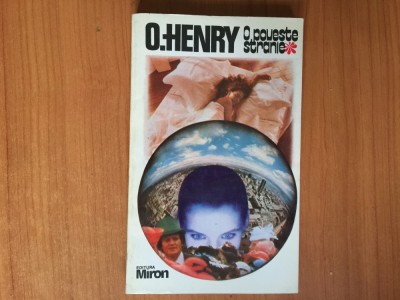 O.HENRY
O poveste
stranie*
EDITURA
Miron